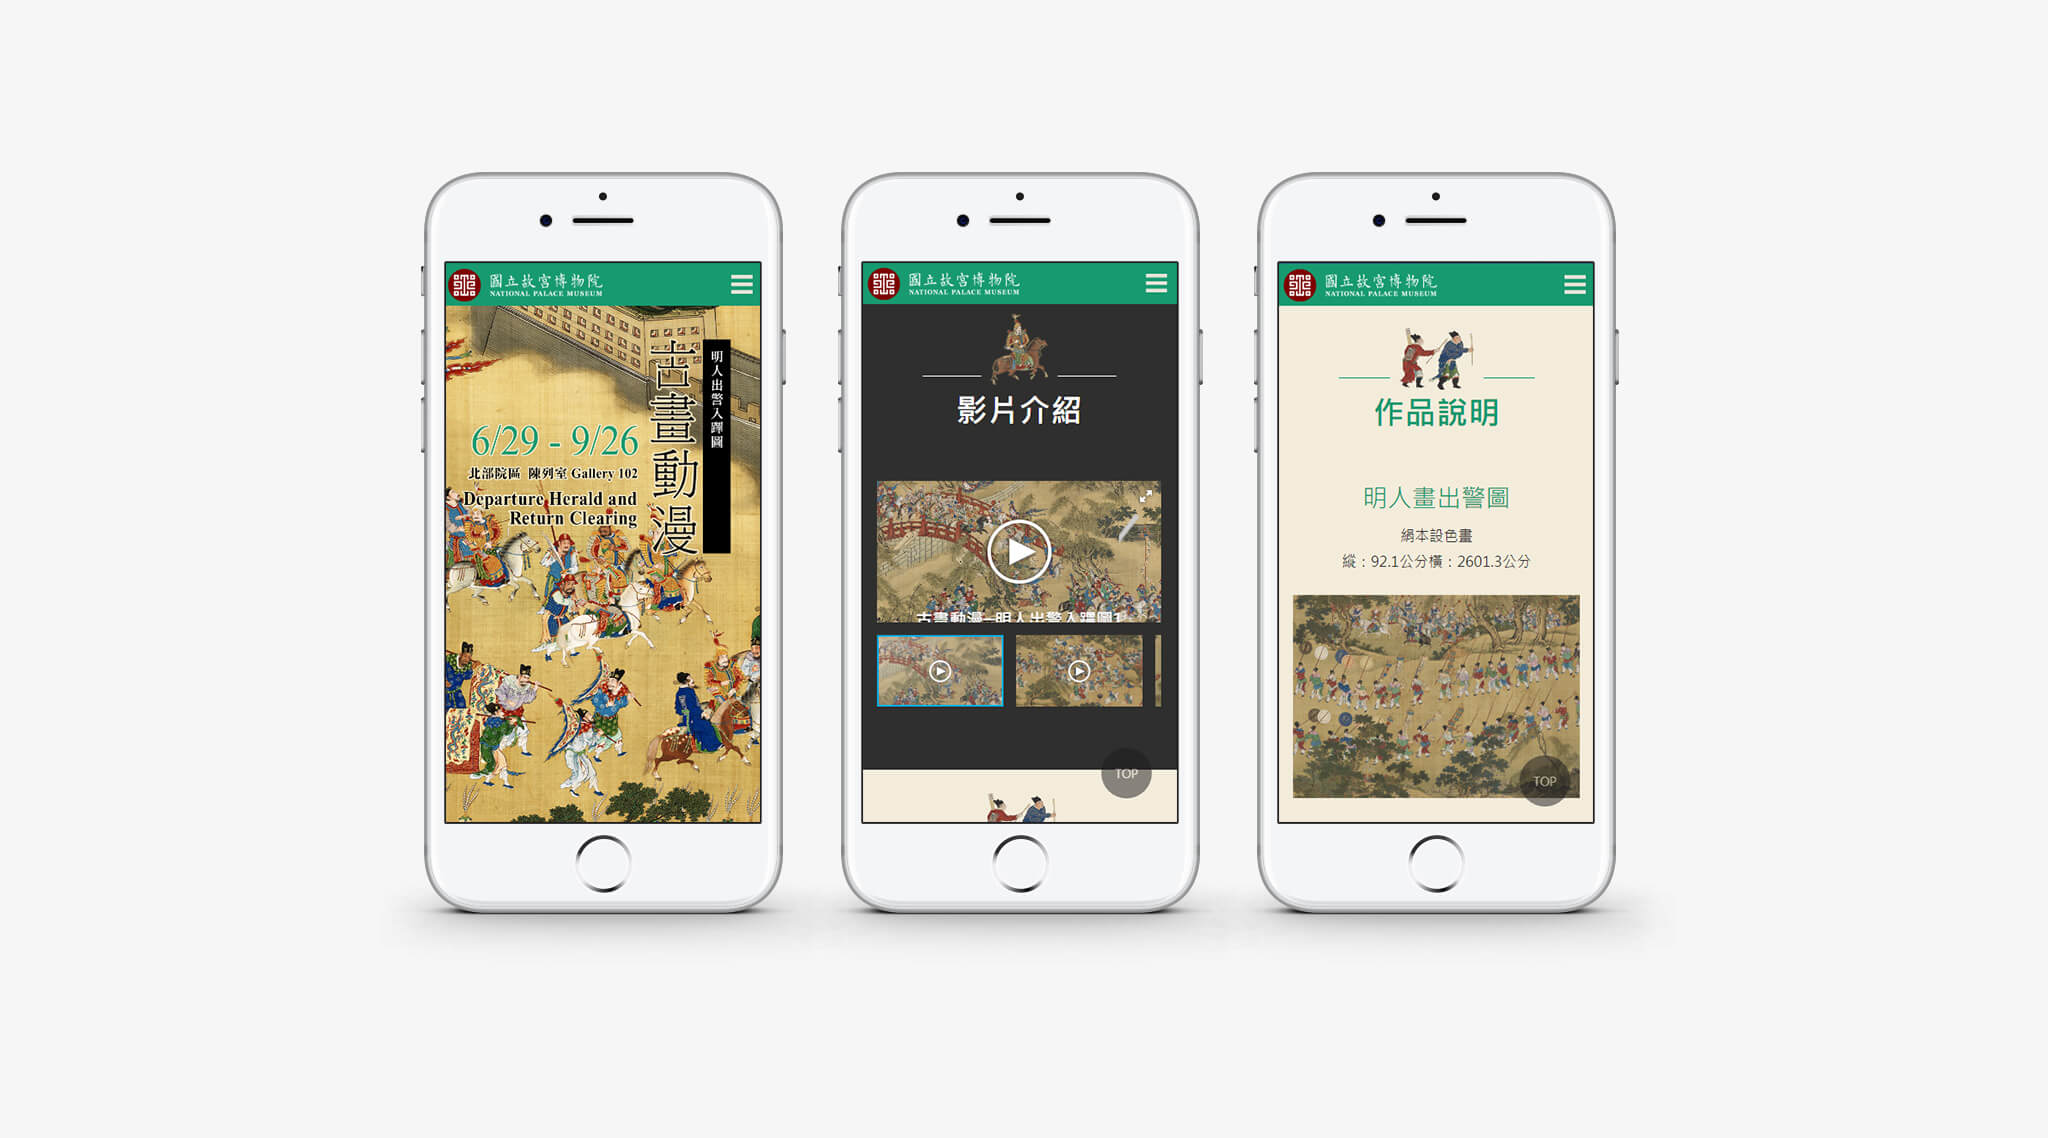 國立故宮博物院
NATIONAL PALACE MUSEUM
古畫動漫
明人出警入蹕圖
6/29 - 9/26
北部院區 陳列室 Gallery 102
Departure Herald and
Return Clearing
國立故宮博物院
NATIONAL PALACE MUSEUM
影片介紹
古畫動漫—明人出警入蹕圖1
TOP
國立故宮博物院
NATIONAL PALACE MUSEUM
作品說明
明人畫出警圖
絹本設色畫
縱：92.1公分橫：2601.3公分
TOP